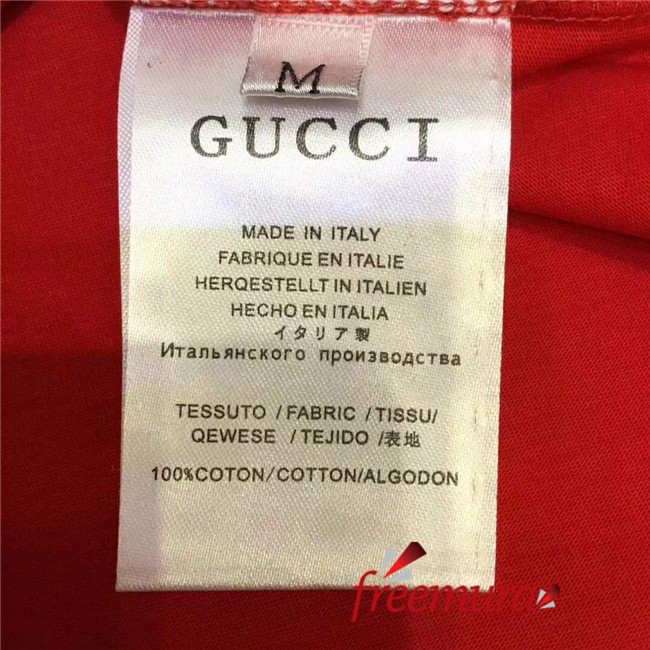 M
GUCCI
MADE IN ITALY
FABRIQUE EN ITALIE
HERQESTELLT IN ITALIEN
HECHO EN ITALIA
イタリア製
Итальянского производства
TESSUTO / FABRIC / TISSU/
QEWESE / TEJIDO /表地
100%COTON/COTTON/ALGODON
freemura